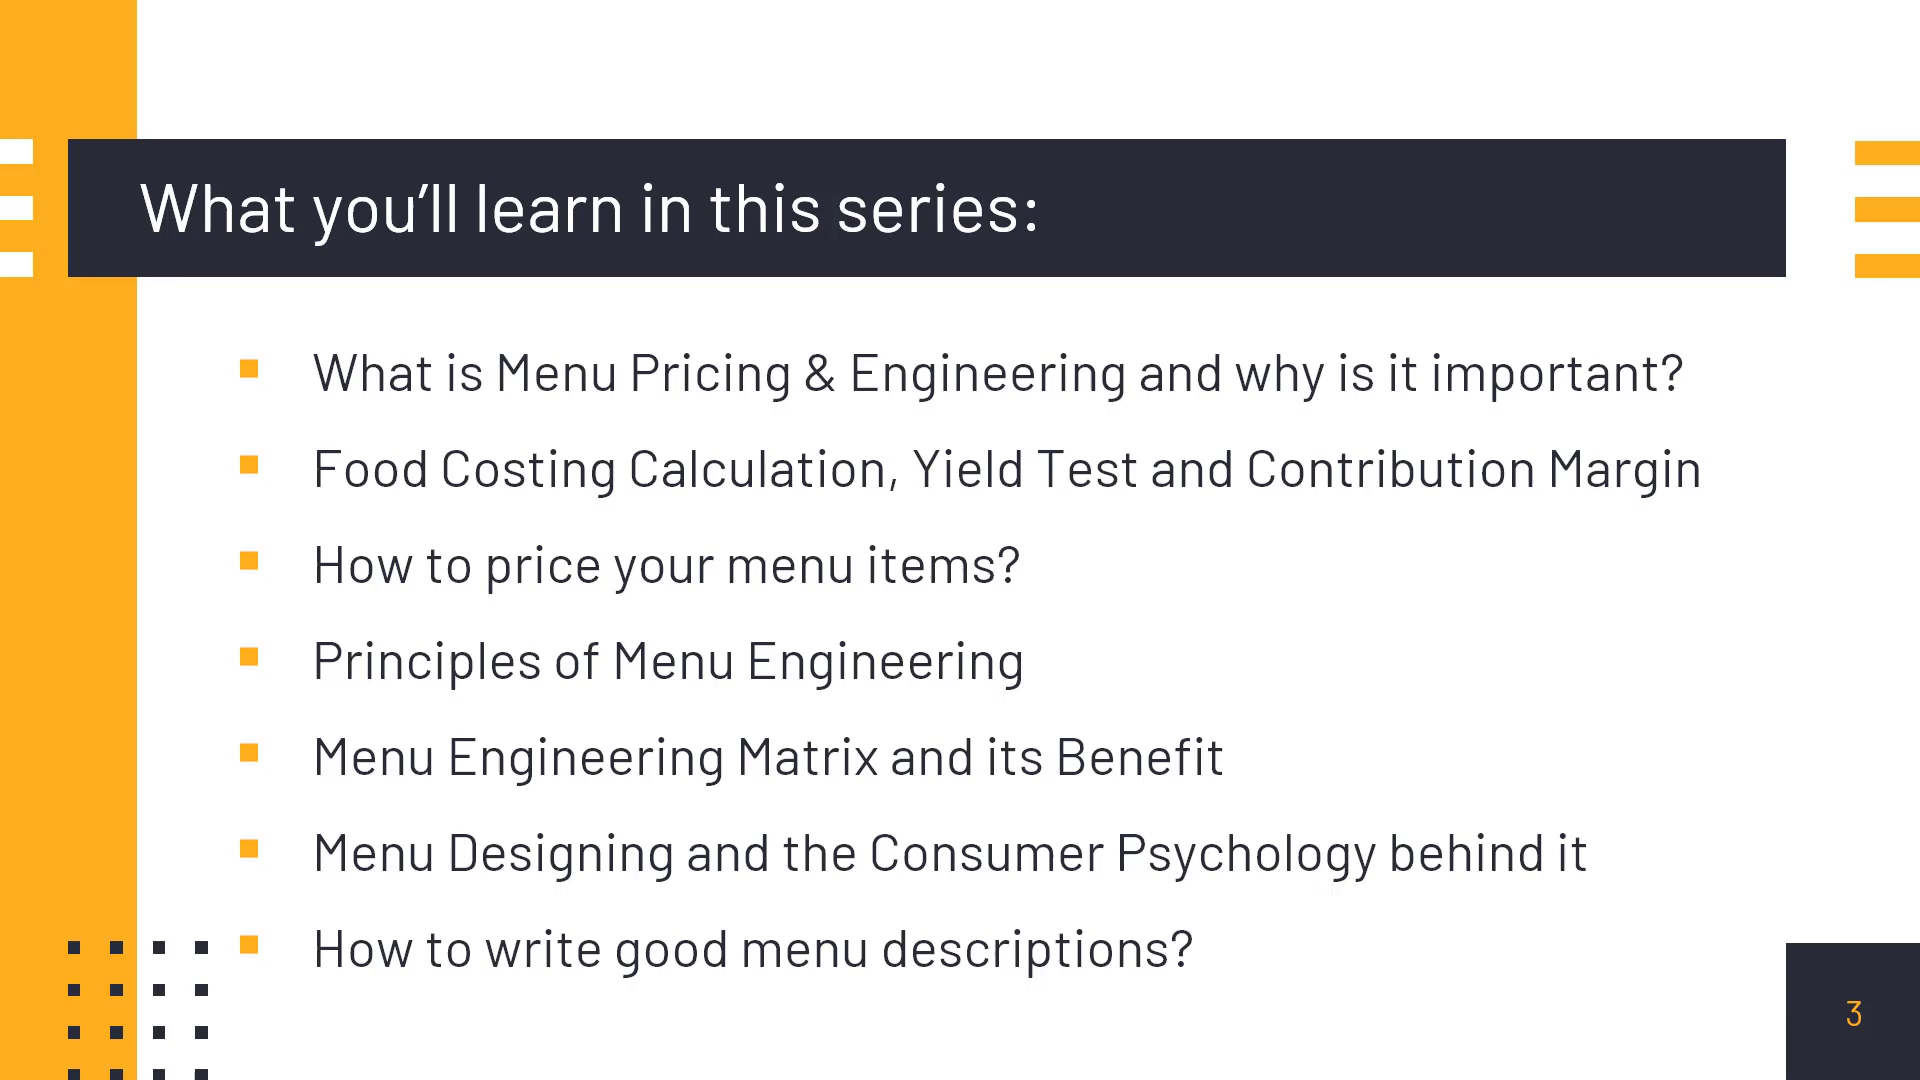 What you’ll learn in this series:
What is Menu Pricing & Engineering and why is it important?
Food Costing Calculation, Yield Test and Contribution Margin
How to price your menu items?
Principles of Menu Engineering
Menu Engineering Matrix and its Benefit
Menu Designing and the Consumer Psychology behind it
How to write good menu descriptions?
3